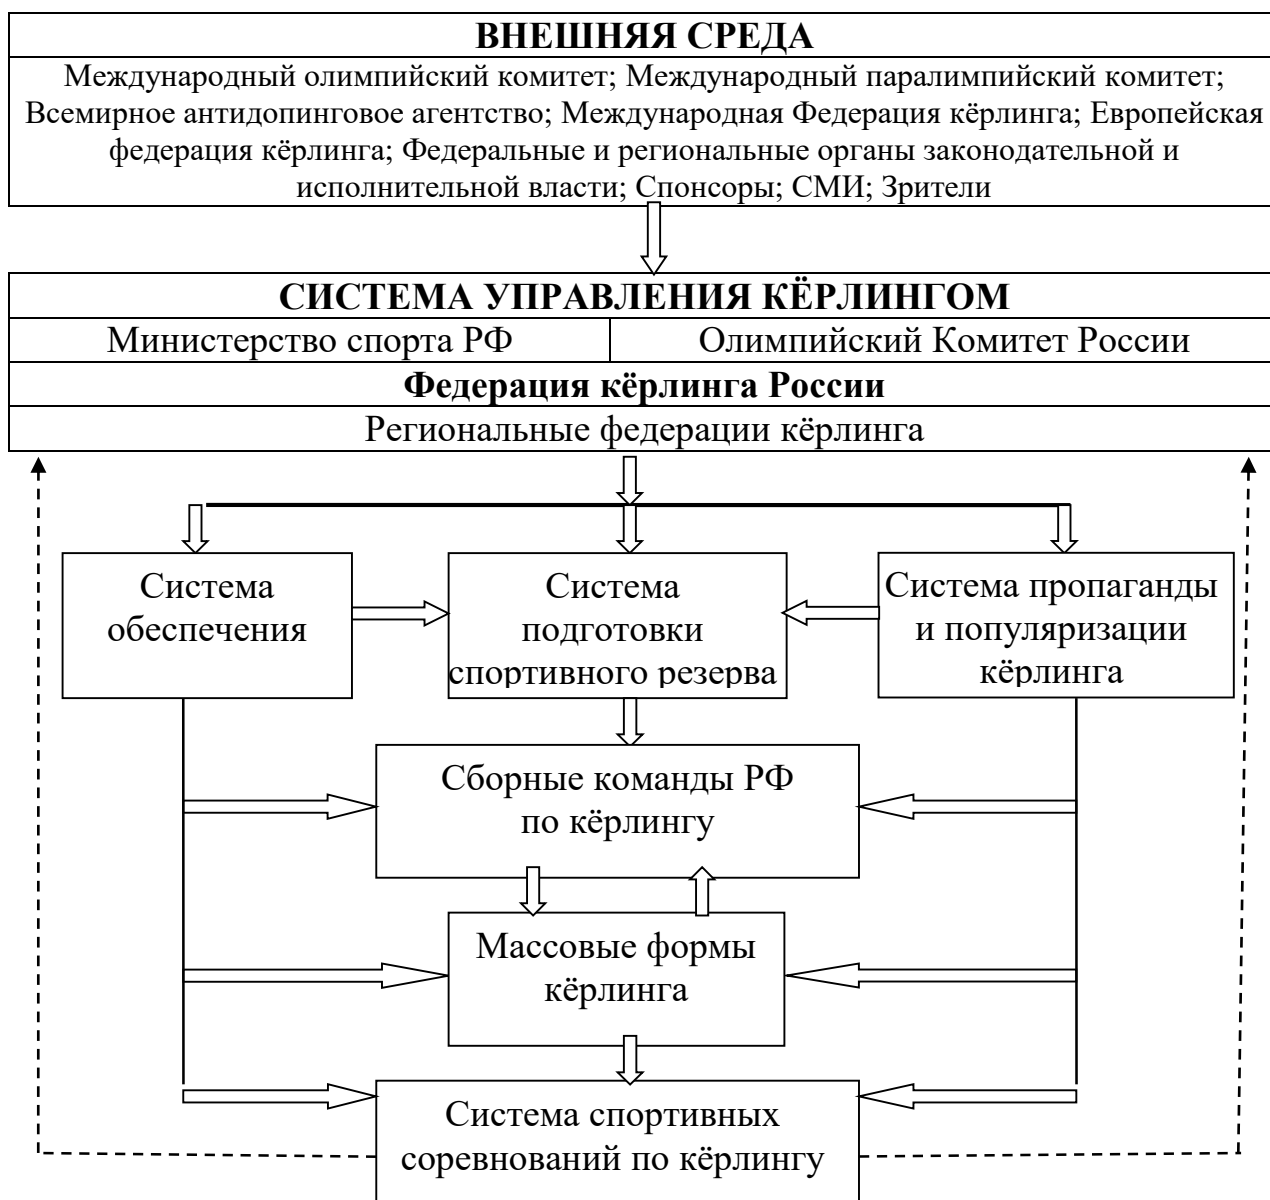 ВНЕШНЯЯ СРЕДА
Международный олимпийский комитет; Международный паралимпийский комитет;
Всемирное антидопинговое агентство; Международная Федерация кёрлинга; Европейская
федерация кёрлинга; Федеральные и региональные органы законодательной и
исполнительной власти; Спонсоры; СМИ; Зрители
СИСТЕМА УПРАВЛЕНИЯ КЁРЛИНГОМ
Министерство спорта РФ
Олимпийский Комитет России
Федерация кёрлинга России
Региональные федерации кёрлинга
Система
обеспечения
Система
подготовки
спортивного резерва
Система пропаганды
и популяризации
кёрлинга
Сборные команды РФ
по кёрлингу
Массовые формы
кёрлинга
Система спортивных
соревнований по кёрлингу